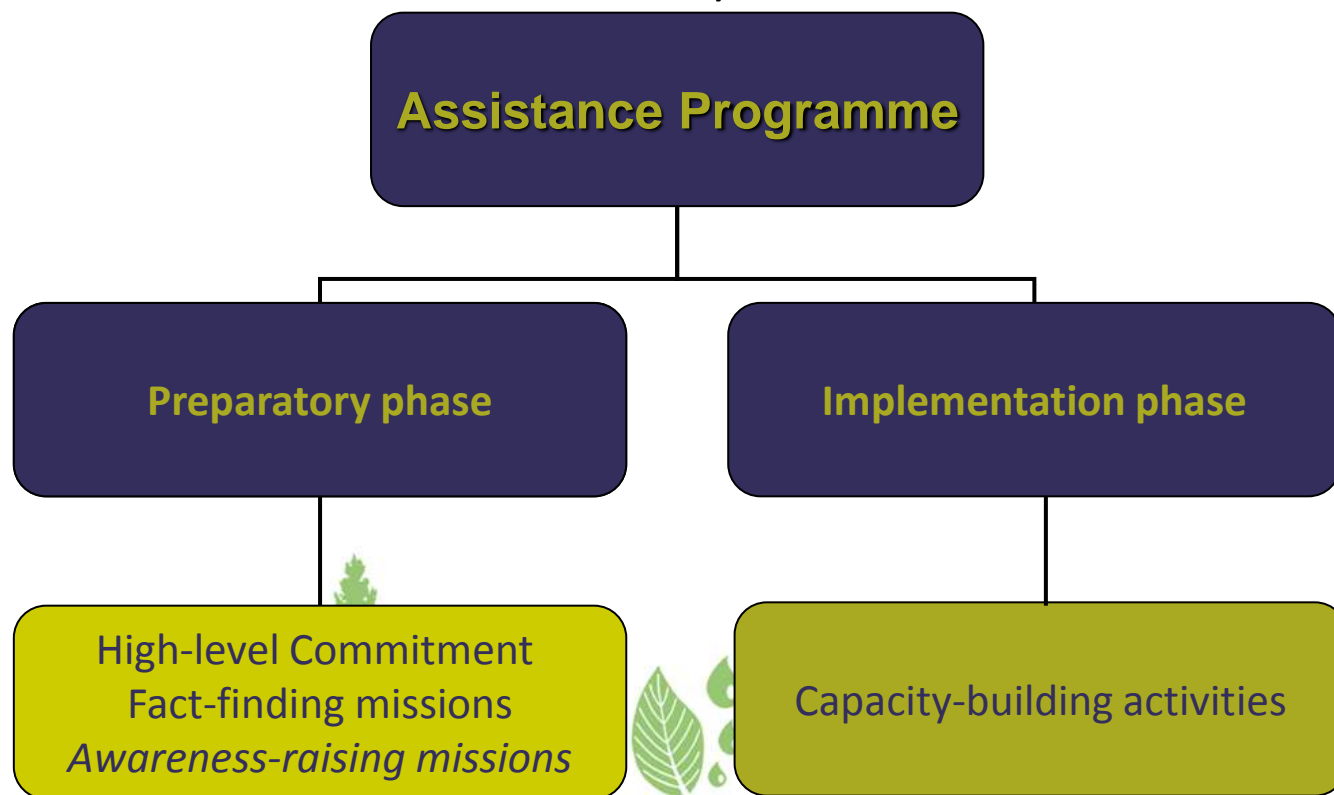 Assistance Programme
Preparatory phase
Implementation phase
High-level Commitment
Fact-finding missions
Awareness-raising missions
Capacity-building activities